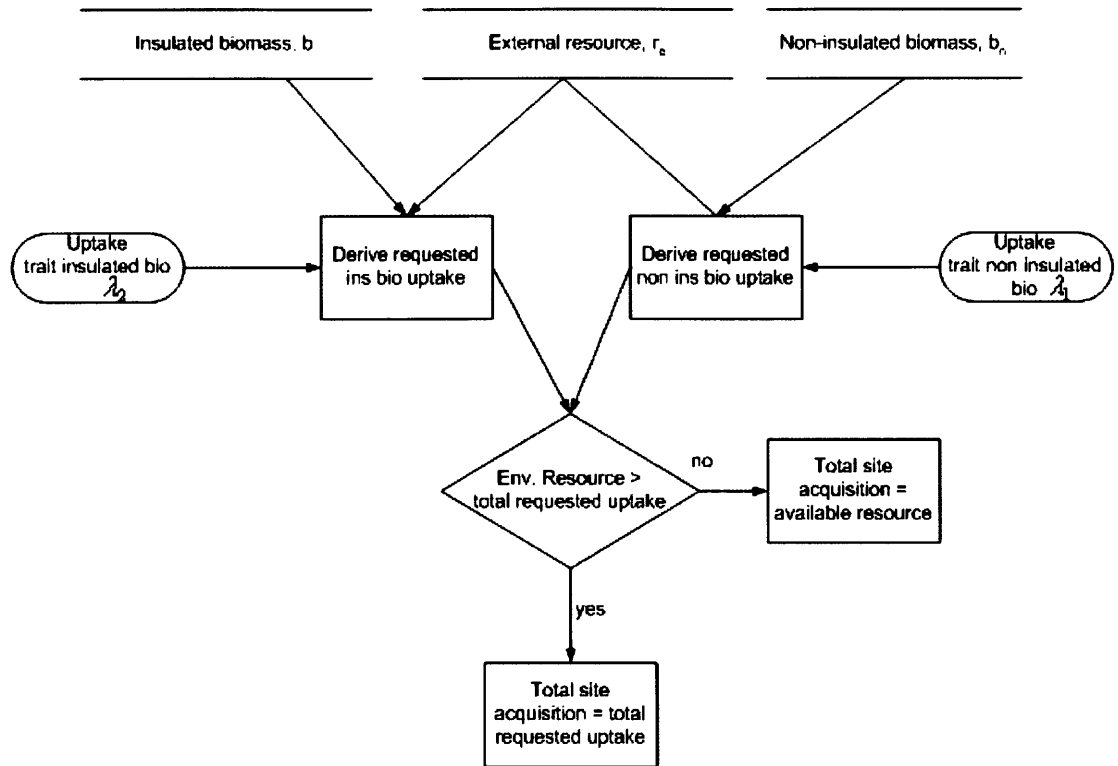 Insulated biomass, b
External resource, rₑ
Non-insulated biomass, bₙ
Uptake
trait insulated bio
λ₂
Derive requested
ins bio uptake
Derive requested
non ins bio uptake
Uptake
trait non insulated
bio λ₁
Env. Resource >
total requested uptake
no
Total site
acquisition =
available resource
yes
Total site
acquisition = total
requested uptake